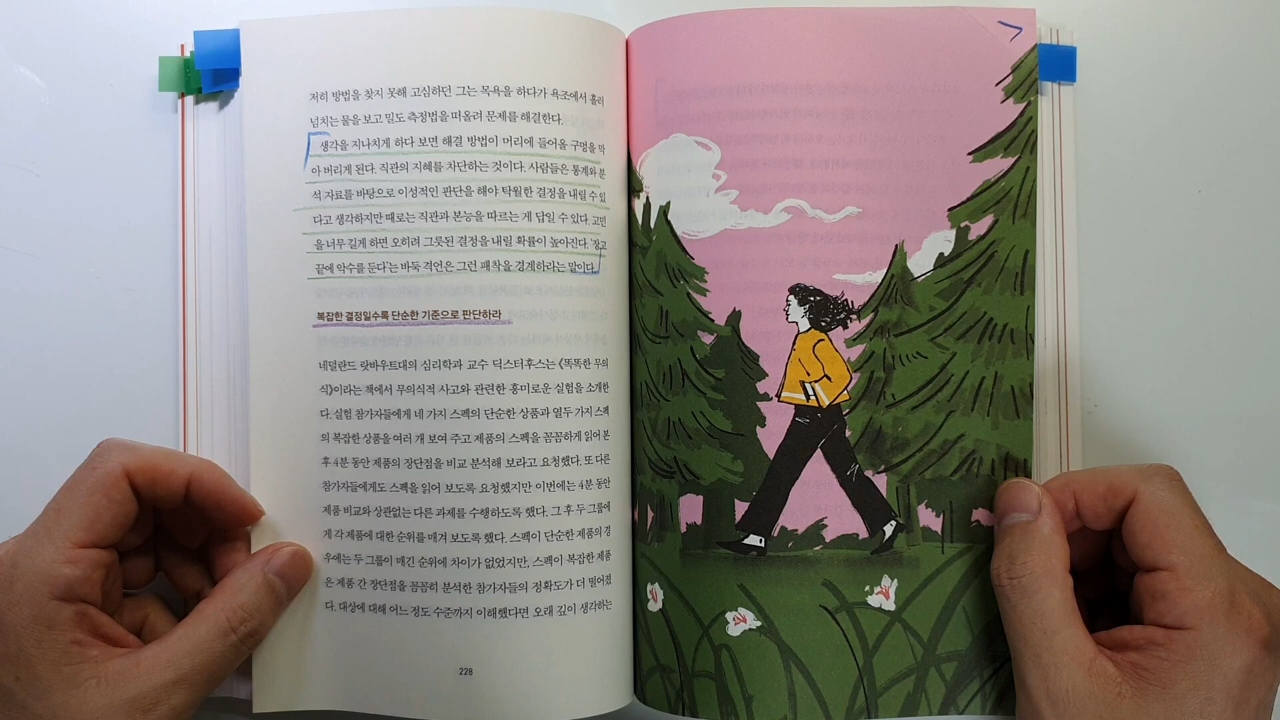 저히 방법을 찾지 못해 고심하던 그는 목욕을 하다가 욕조에서 흘러
넘치는 물을 보고 밀도 측정법을 떠올려 문제를 해결한다.
생각을 지나치게 하다 보면 해결 방법이 머리에 들어올 구멍을 막
아 버리게 된다. 직관의 지혜를 차단하는 것이다. 사람들은 통계와 분
석 자료를 바탕으로 이성적인 판단을 해야 탁월한 결정을 내릴 수 있
다고 생각하지만 때로는 직관과 본능을 따르는 게 답일 수 있다. 고민
을 너무 길게 하면 오히려 그릇된 결정을 내릴 확률이 높아진다. '장고
끝에 악수를 둔다'는 바둑 격언은 그런 패착을 경계하라는 말이다.
복잡한 결정일수록 단순한 기준으로 판단하라
네덜란드 랏바우트대의 심리학과 교수 딕스터후스는 《똑똑한 무의
식》이라는 책에서 무의식적 사고와 관련한 흥미로운 실험을 소개한
다. 실험 참가자들에게 네 가지 스펙의 단순한 상품과 열두 가지 스펙
의 복잡한 상품을 여러 개 보여 주고 제품의 스펙을 꼼꼼하게 읽어 본
후 4분 동안 제품의 장단점을 비교 분석해 보라고 요청했다. 또 다른
참가자들에게도 스펙을 읽어 보도록 요청했지만 이번에는 4분 동안
제품 비교와 상관없는 다른 과제를 수행하도록 했다. 그 후 두 그룹에
게 각 제품에 대한 순위를 매겨 보도록 했다. 스펙이 단순한 제품의 경
우에는 두 그룹이 매긴 순위에 차이가 없었지만, 스펙이 복잡한 제품
은 제품 간 장단점을 꼼꼼히 분석한 참가자들의 정확도가 더 떨어졌
다. 대상에 대해 어느 정도 수준까지 이해했다면 오래 깊이 생각하는
228